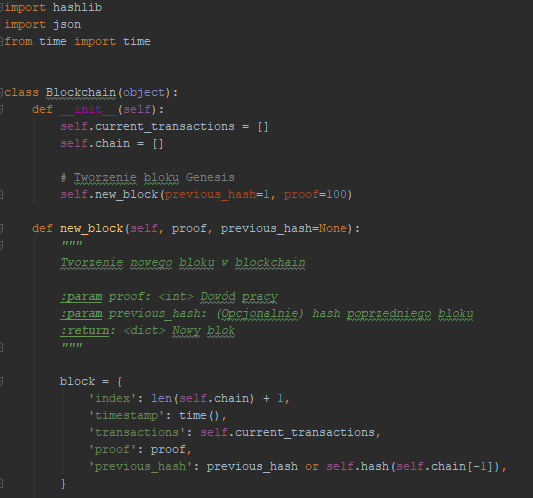 import hashlib
import json
from time import time
class Blockchain(object):
    def __init__(self):
        self.current_transactions = []
        self.chain = []
        # Tworzenie bloku Genesis
        self.new_block(previous_hash=1, proof=100)
    def new_block(self, proof, previous_hash=None):
        """
        Tworzenie nowego bloku w blockchain
        :param proof: <int> Dowód pracy
        :param previous_hash: (Opcjonalnie) hash poprzedniego bloku
        :return: <dict> Nowy blok
        """
        block = {
            'index': len(self.chain) + 1,
            'timestamp': time(),
            'transactions': self.current_transactions,
            'proof': proof,
            'previous_hash': previous_hash or self.hash(self.chain[-1]),
        }